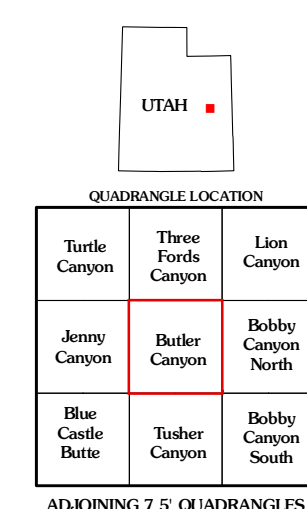 UTAH
QUADRANGLE LOCATION
Turtle
Canyon
Three
Fords
Canyon
Lion
Canyon
Jenny
Canyon
Butler
Canyon
Bobby
Canyon
North
Blue
Castle
Butte
Tusher
Canyon
Bobby
Canyon
South
ADJOINING 7.5' QUADRANGLES